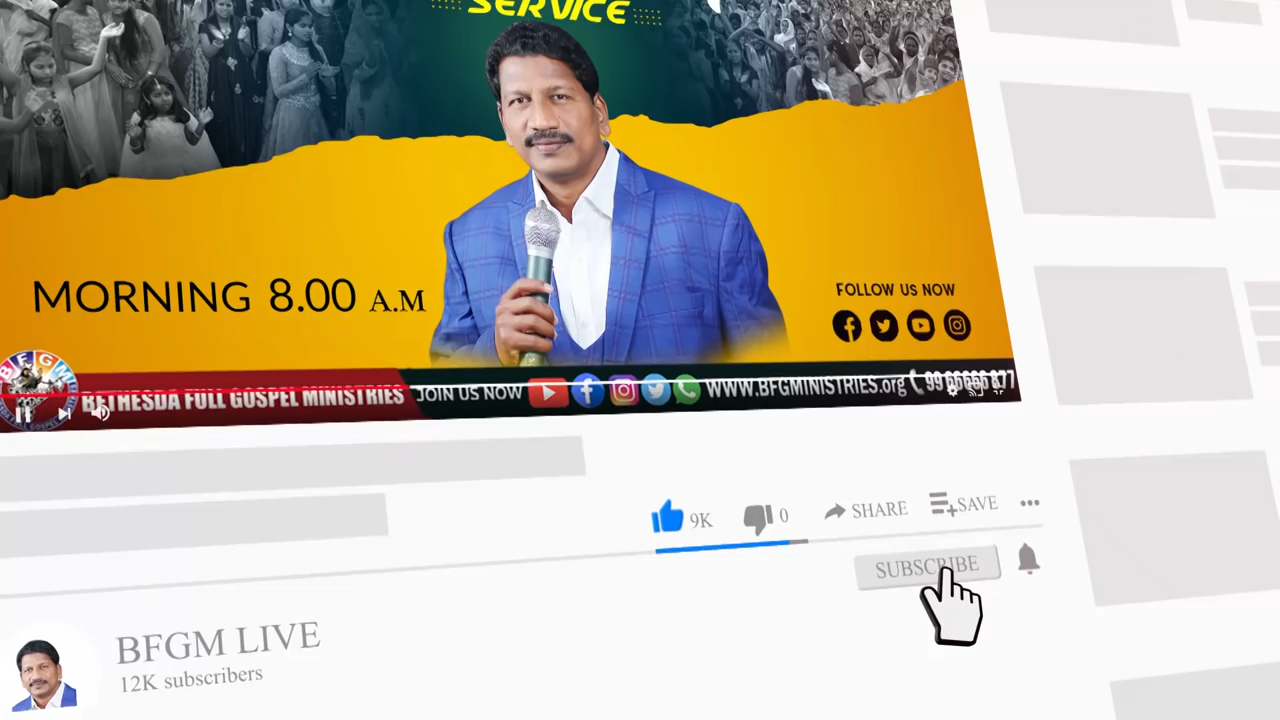 SERVICE
MORNING 8.00 A.M
FOLLOW US NOW
BFGM
BETHESDA FULL GOSPEL MINISTRIES
JOIN US NOW
WWW.BFGMINISTRIES.org
9K
0
SHARE
SAVE
SUBSCRIBE
BFGM LIVE
12K subscribers